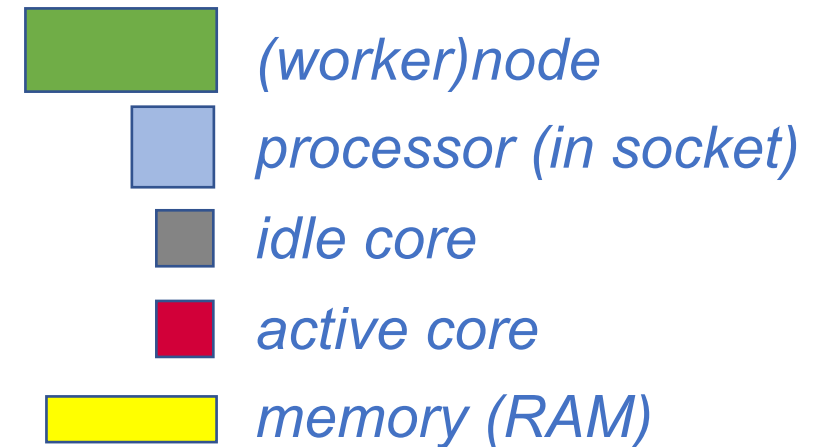 (worker)node
processor (in socket)
idle core
active core
memory (RAM)